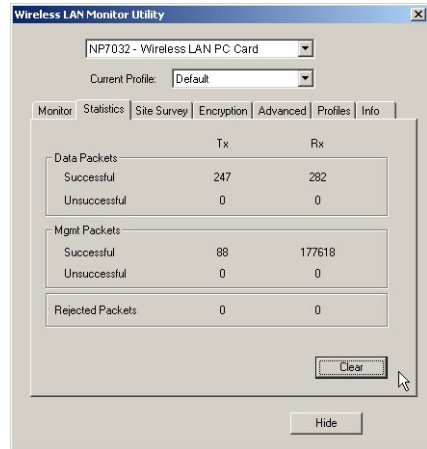 Wireless LAN Monitor Utility
NP7032 - Wireless LAN PC Card
Current Profile: Default
Monitor Statistics Site Survey Encryption Advanced Profiles Info
Tx Rx
Data Packets
Successful 247 282
Unsuccessful 0 0
Mgmt Packets
Successful 88 177618
Unsuccessful 0 0
Rejected Packets 0 0
Clear
Hide